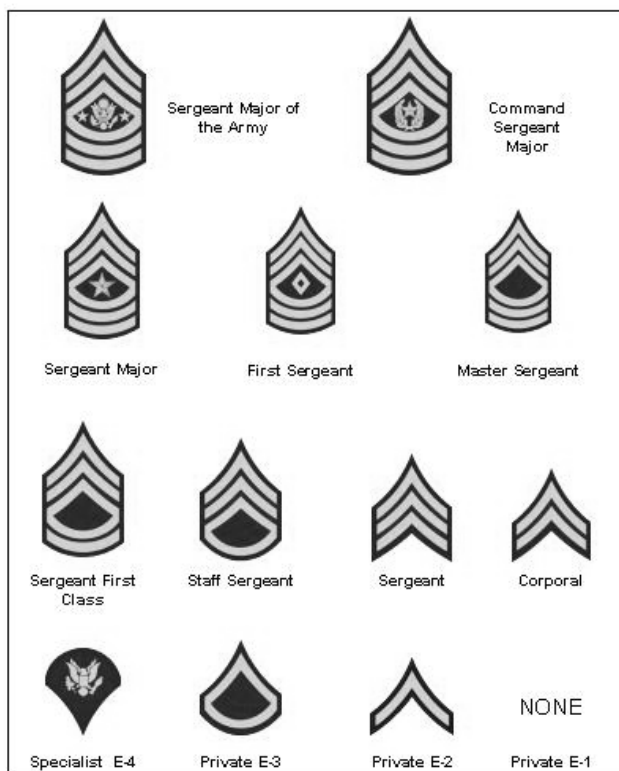 Sergeant Major of
the Army
Command
Sergeant
Major
Sergeant Major
First Sergeant
Master Sergeant
Sergeant First
Class
Staff Sergeant
Sergeant
Corporal
NONE
Specialist E-4
Private E-3
Private E-2
Private E-1